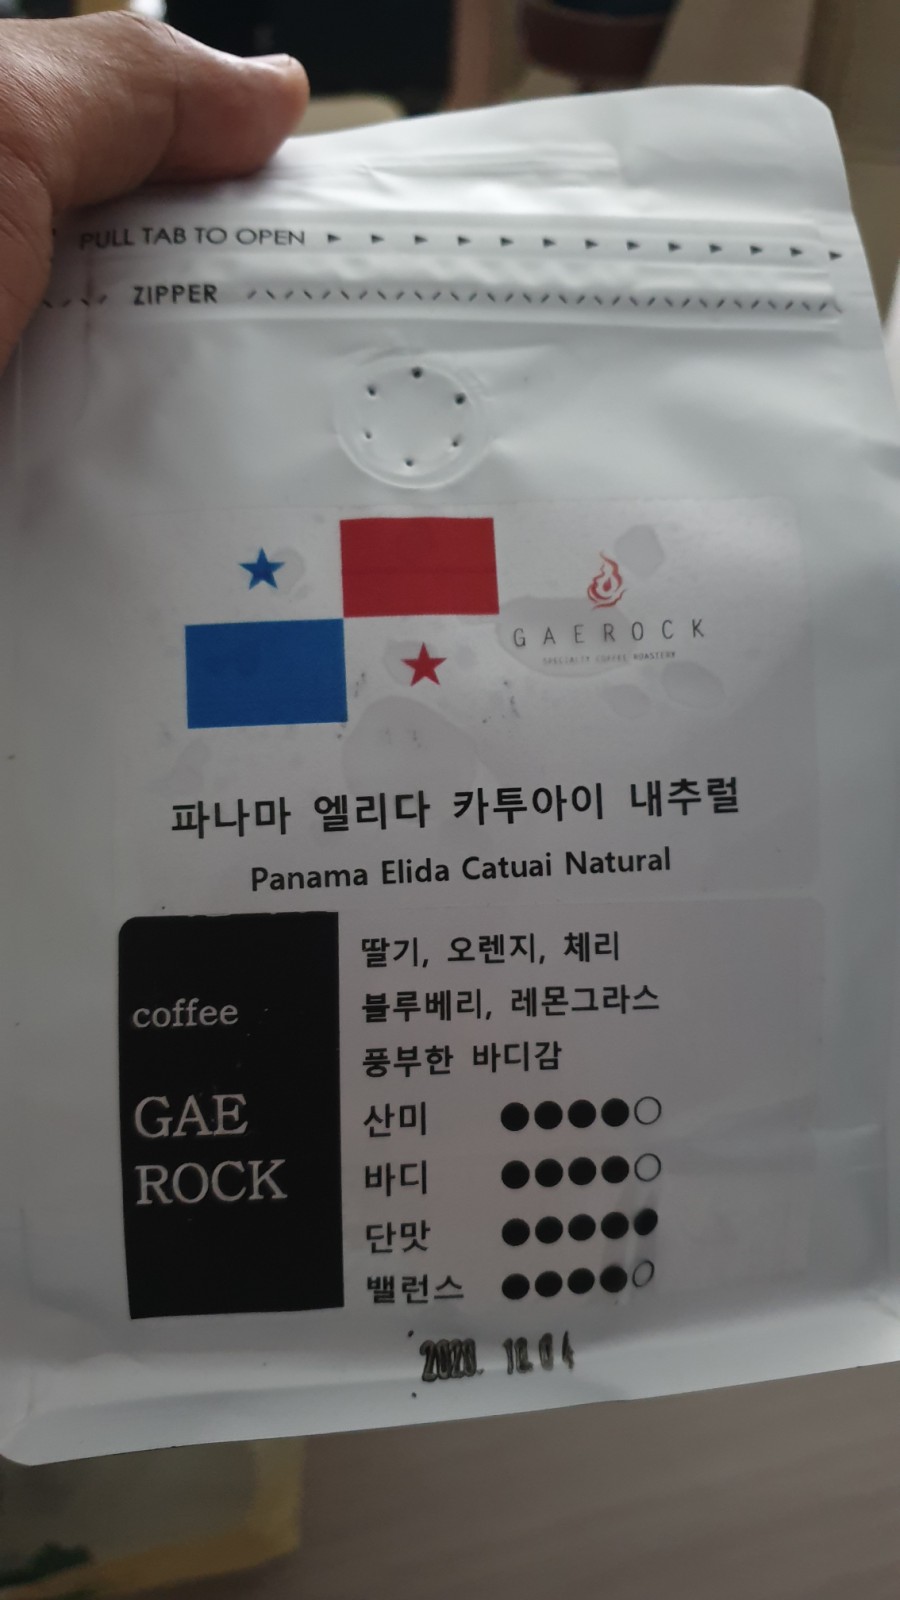 PULL TAB TO OPEN
ZIPPER
GAEROCK
SPECIALTY COFFEE ROASTERY
파나마 엘리다 카투아이 내추럴
Panama Elida Catuai Natural
coffee
GAE
ROCK
딸기, 오렌지, 체리
블루베리, 레몬그라스
풍부한 바디감
산미 ●●●●○
바디 ●●●●○
단맛 ●●●●●
밸런스 ●●●●○